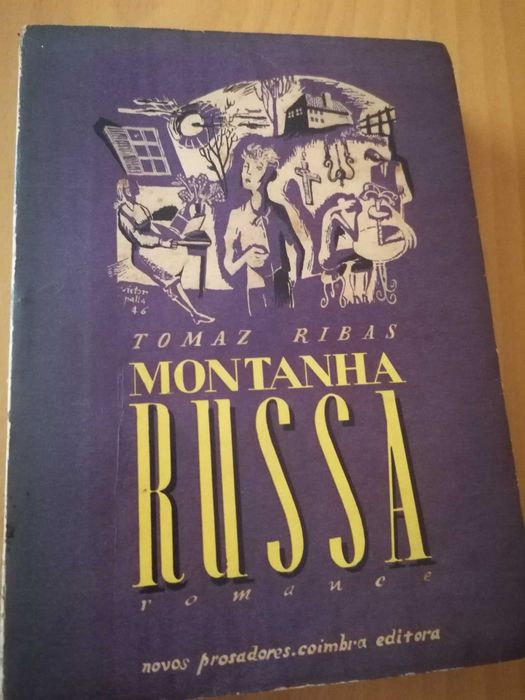 victor
palla
46
TOMAZ RIBAS
MONTANHA
RUSSA
romance
novos prosadores.coimbra editora